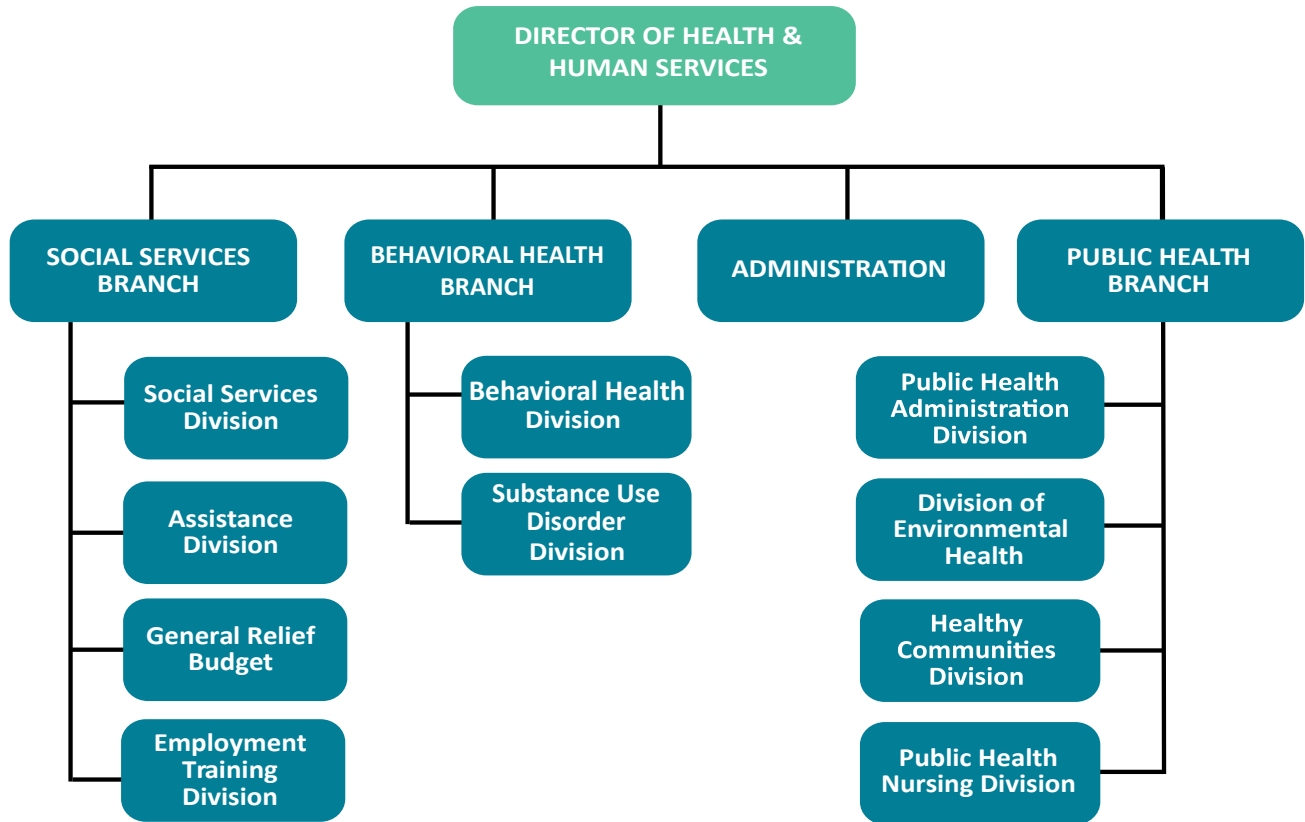 DIRECTOR OF HEALTH &
HUMAN SERVICES
SOCIAL SERVICES
BRANCH
BEHAVIORAL HEALTH
BRANCH
ADMINISTRATION
PUBLIC HEALTH
BRANCH
Social Services
Division
Assistance
Division
General Relief
Budget
Employment
Training
Division
Behavioral Health
Division
Substance Use
Disorder
Division
Public Health
Administration
Division
Division of
Environmental
Health
Healthy
Communities
Division
Public Health
Nursing Division